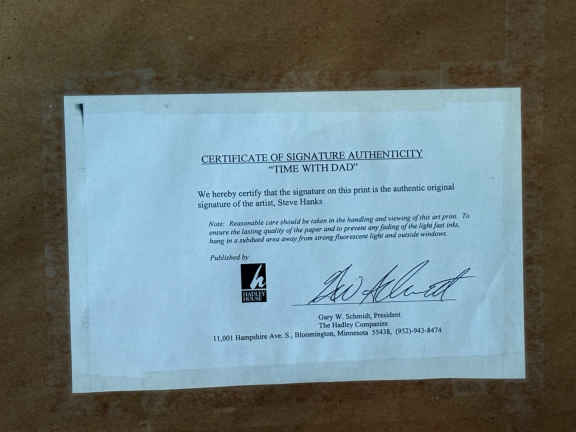 CERTIFICATE OF SIGNATURE AUTHENTICITY
"TIME WITH DAD"
We hereby certify that the signature on this print is the authentic original
signature of the artist, Steve Hanks
Note: Reasonable care should be taken in the handling and viewing of this art print. To
ensure the lasting quality of the paper and to prevent any fading of the light fast inks,
hang in a subdued area away from strong fluorescent light and outside windows.
Published by
h
HADLEY
HOUSE
Gary W. Schmidt, President
The Hadley Companies
11,001 Hampshire Ave. S., Bloomington, Minnesota 55438, (952)-943-8474